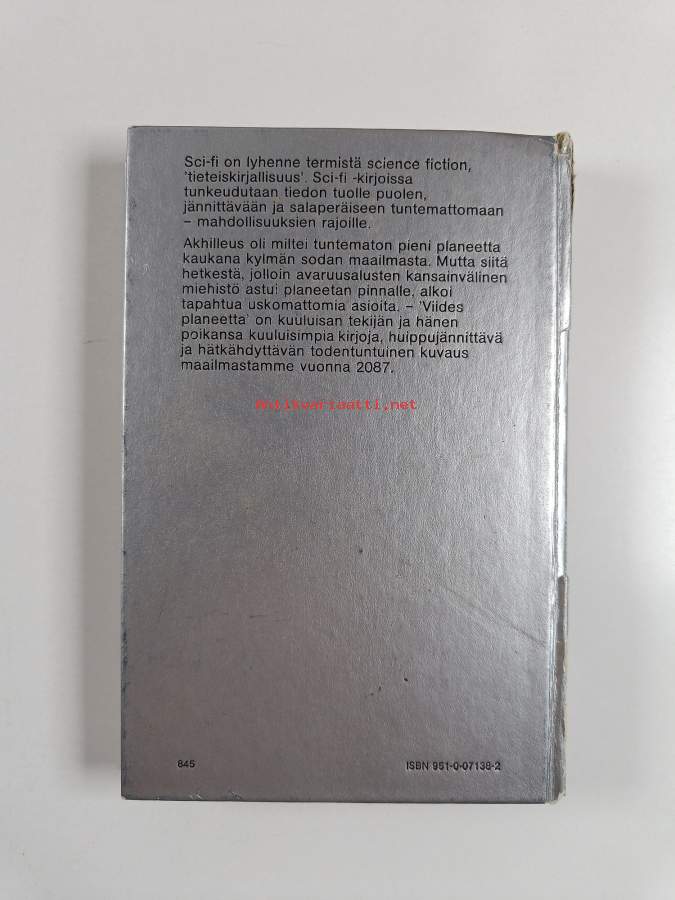 Sci-fi on lyhenne termistä science fiction,
'tieteiskirjallisuus'. Sci-fi -kirjoissa
tunkeudutaan tiedon tuolle puolen,
jännittävään ja salaperäiseen tuntemattomaan
– mahdollisuuksien rajoille.
Akhilleus oli miltei tuntematon pieni planeetta
kaukana kylmän sodan maailmasta. Mutta siitä
hetkestä, jolloin avaruusalusten kansainvälinen
miehistö astui planeetan pinnalle, alkoi
tapahtua uskomattomia asioita. – 'Viides
planeetta' on kuuluisan tekijän ja hänen
poikansa kuuluisimpia kirjoja, huippujännittävä
ja hätkähdyttävän todentuntuinen kuvaus
maailmastamme vuonna 2087.
Antikvariaatti.net
845
ISBN 951-0-07138-2